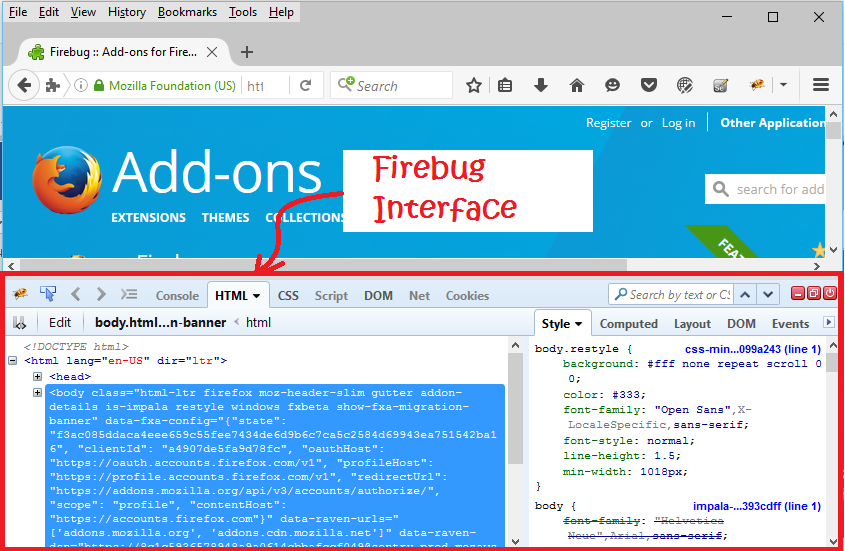 File Edit View History Bookmarks Tools Help
Firebug :: Add-ons for Fire...
Mozilla Foundation (US) htt Search
Register or Log in Other Application
Add-ons
EXTENSIONS THEMES COLLECTIONS
search for add
Firebug
Interface
Console HTML CSS Script DOM Net Cookies Search by text or CS
Edit body.html...n-banner < html
<!DOCTYPE html>
<html lang="en-US" dir="ltr">
<head>
<body class="html-ltr firefox moz-header-slim gutter addon-
details is-impala restyle windows fxbeta show-fxa-migration-
banner" data-fxa-config="{"state":
"f3ac085ddaca4eee659c55fee7434de6d9b6c7ca5c2584d69943ea751542ba1
6", "clientId": "a4907de5fa9d78fc", "oauthHost":
"https://oauth.accounts.firefox.com/v1", "profileHost":
"https://profile.accounts.firefox.com/v1", "redirectUrl":
"https://addons.mozilla.org/api/v3/accounts/authorize/",
"scope": "profile", "contentHost":
"https://accounts.firefox.com"}" data-raven-urls="
['addons.mozilla.org', 'addons.cdn.mozilla.net']" data-raven-
Style Computed Layout DOM Events
body.restyle { css-min...099a243 (line 1)
background: #fff none repeat scroll 0
0;
color: #333;
font-family: "Open Sans",X-
LocaleSpecific,sans-serif;
font-style: normal;
line-height: 1.5;
min-width: 1018px;
}
body { impala-...393cdff (line 1)
font-family: "Helvetica
Neue",Arial,sans-serif;